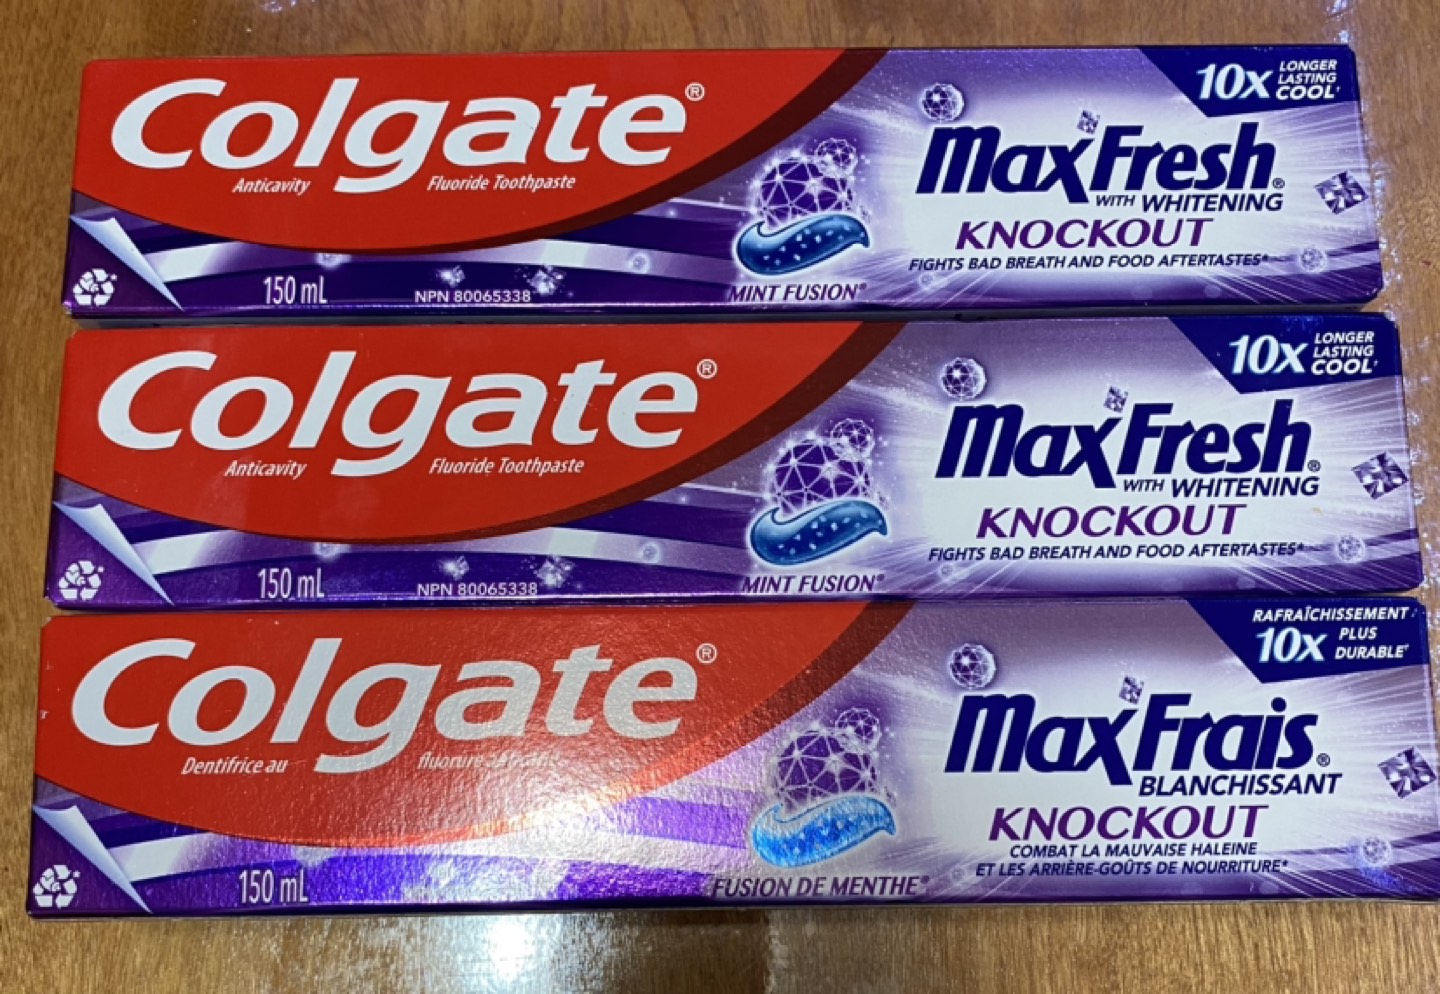 Colgate®
Anticavity Fluoride Toothpaste
150 mL
NPN 80065338
MINT FUSION®
10x LONGER
LASTING
COOL†
MaxFresh®
WITH WHITENING
KNOCKOUT
FIGHTS BAD BREATH AND FOOD AFTERTASTES*
Colgate®
Anticavity Fluoride Toothpaste
150 mL
NPN 80065338
MINT FUSION®
10x LONGER
LASTING
COOL†
MaxFresh®
WITH WHITENING
KNOCKOUT
FIGHTS BAD BREATH AND FOOD AFTERTASTES*
Colgate®
Dentifrice au fluorure
150 mL
FUSION DE MENTHE®
RAFRAÎCHISSEMENT
10x PLUS
DURABLE†
MaxFrais®
BLANCHISSANT
KNOCKOUT
COMBAT LA MAUVAISE HALEINE
ET LES ARRIÈRE-GOÛTS DE NOURRITURE*